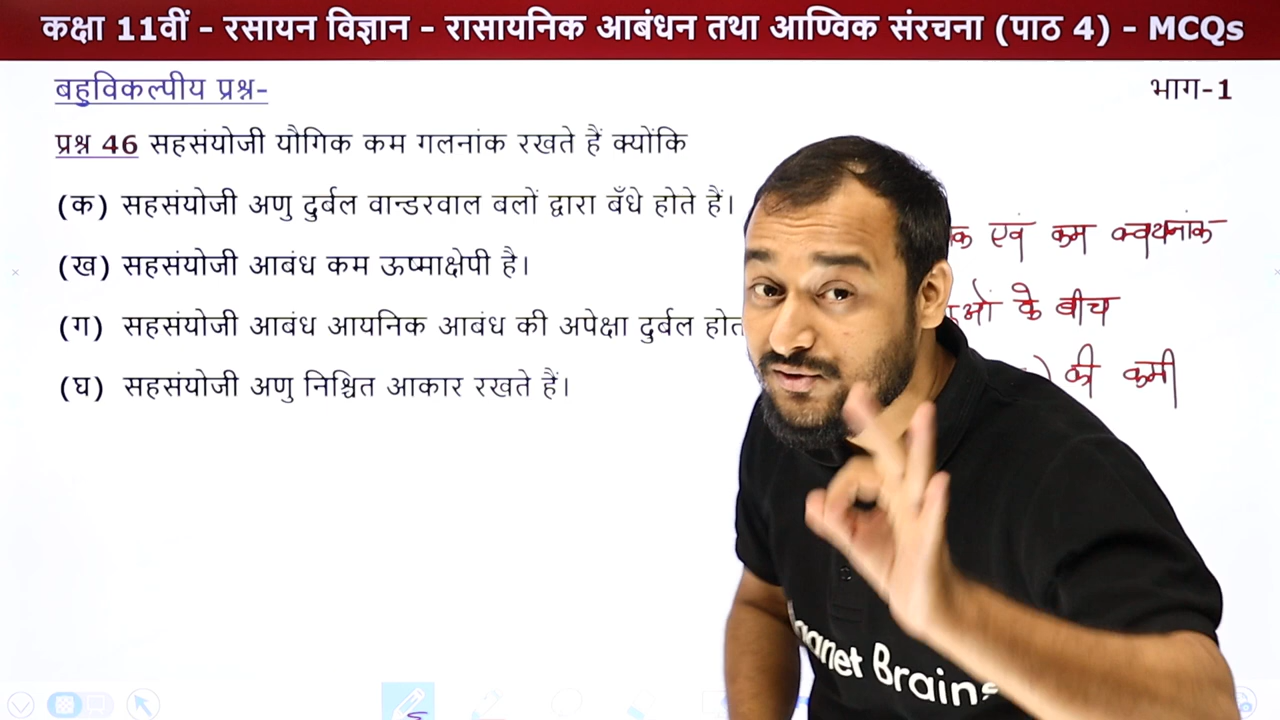 कक्षा 11वीं - रसायन विज्ञान - रासायनिक आबंधन तथा आण्विक संरचना (पाठ 4) - MCQs
बहुविकल्पीय प्रश्न-
भाग-1
प्रश्न 46 सहसंयोजी यौगिक कम गलनांक रखते हैं क्योंकि
(क) सहसंयोजी अणु दुर्बल वान्डरवाल बलों द्वारा बँधे होते हैं।
एवं कम क्वथनांक
(ख) सहसंयोजी आबंध कम ऊष्माक्षेपी है।
के बीच
(ग) सहसंयोजी आबंध आयनिक आबंध की अपेक्षा दुर्बल
की कमी
(घ) सहसंयोजी अणु निश्चित आकार रखते हैं।
Brains